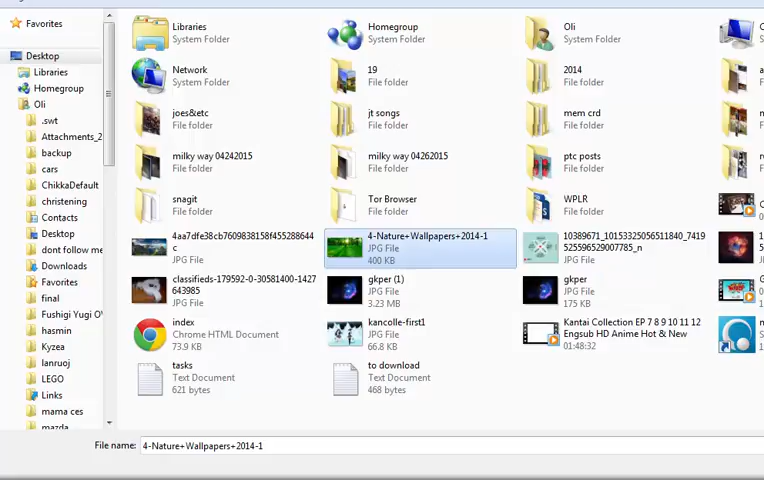 Favorites
Desktop
Libraries
Homegroup
Oli
.swt
Attachments_2
backup
cars
ChikkaDefault
christening
Contacts
Desktop
dont follow me
Downloads
Favorites
final
Fushigi Yugi OV
hasmin
Kyzea
lanruoj
LEGO
Links
mama ces
mazda
Libraries
System Folder
Homegroup
System Folder
Oli
System Folder
Network
System Folder
19
File folder
2014
File folder
joes&etc
File folder
jt songs
File folder
mem crd
File folder
milky way 04242015
File folder
milky way 04262015
File folder
ptc posts
File folder
snagit
File folder
Tor Browser
File folder
WPLR
File folder
4aa7dfe38cb7609838158f455288644
c
JPG File
4-Nature+Wallpapers+2014-1
JPG File
400 KB
10389671_10153325056511840_7419
525596529007785_n
JPG File
classifieds-179592-0-30581400-1427
643985
JPG File
gkper (1)
JPG File
3.23 MB
gkper
JPG File
175 KB
index
Chrome HTML Document
73.9 KB
kancolle-first1
JPG File
66.8 KB
Kantai Collection EP 7 8 9 10 11 12
Engsub HD Anime Hot & New
01:48:32
tasks
Text Document
621 bytes
to download
Text Document
468 bytes
File name:
4-Nature+Wallpapers+2014-1